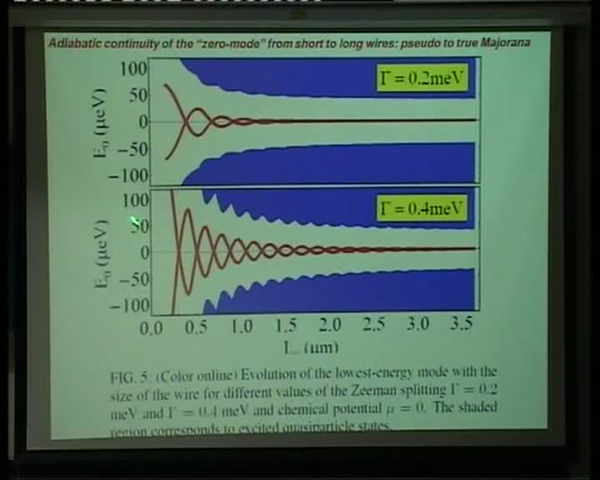 Adiabatic continuity of the "zero-mode" from short to long wires: pseudo to true Majorana
100
50
0
−50
−100
E₀ (μeV)
Γ = 0.2meV
100
50
0
−50
−100
E₀ (μeV)
Γ = 0.4meV
0.0 0.5 1.0 1.5 2.0 2.5 3.0 3.5
(μm)
FIG. 5: (Color online) Evolution of the lowest-energy mode with the
size of the wire for different values of the Zeeman splitting Γ = 0.2
meV and Γ = 0.4 meV and chemical potential μ = 0. The shaded
region corresponds to excited quasiparticle states.